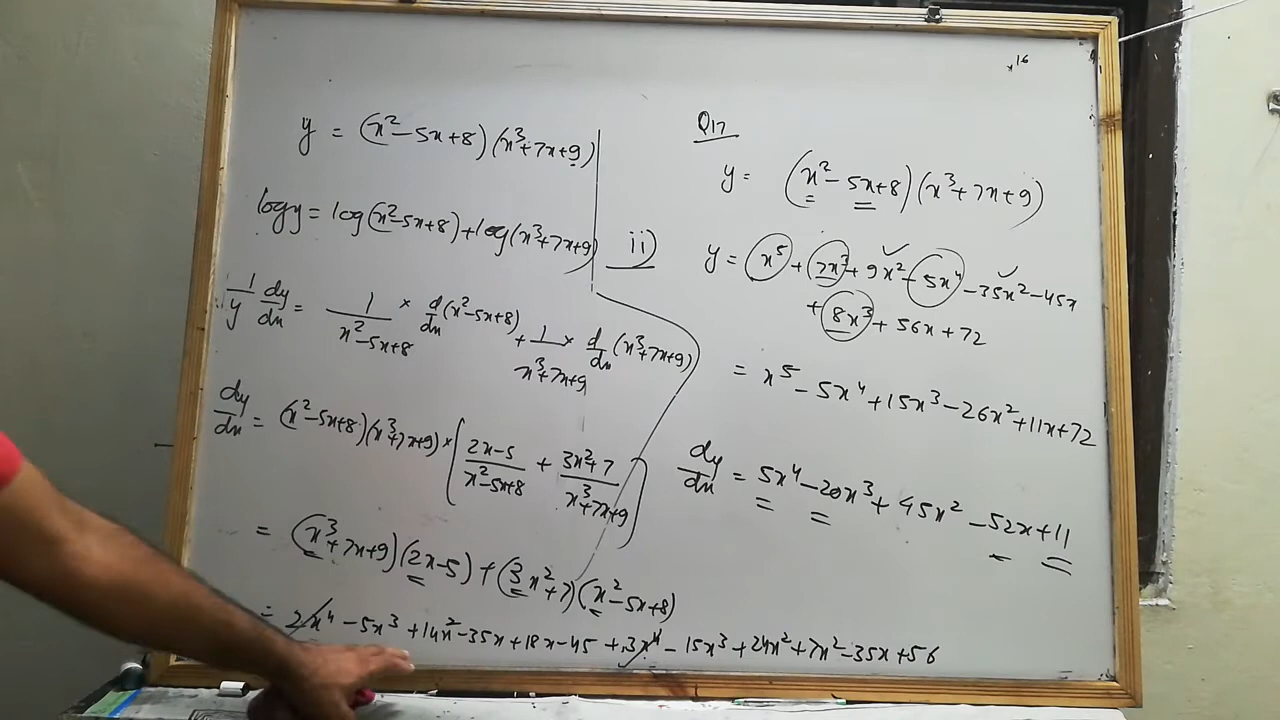 y = (x²-5x+8)(x³+7x+9)
logy = log(x²-5x+8)+log(x³+7x+9)
1/y dy/dx = 1/(x²-5x+8) × d/dx (x²-5x+8) + 1/(x³+7x+9) × d/dx (x³+7x+9)
dy/dx = (x²-5x+8)(x³+7x+9) × ( (2x-5)/(x²-5x+8) + (3x²+7)/(x³+7x+9) )
= (x³+7x+9)(2x-5) + (3x²+7)(x²-5x+8)
= 2x⁴ - 5x³ + 14x² - 35x + 18x - 45 + 3x⁴ - 15x³ + 24x² + 7x² - 35x + 56
x¹⁶
Q17
y = (x²-5x+8)(x³+7x+9)
ii) y = x⁵ + 7x³ + 9x² - 5x⁴ - 35x² - 45x
+ 8x³ + 56x + 72
= x⁵ - 5x⁴ + 15x³ - 26x² + 11x + 72
dy/dx = 5x⁴ - 20x³ + 45x² - 52x + 11